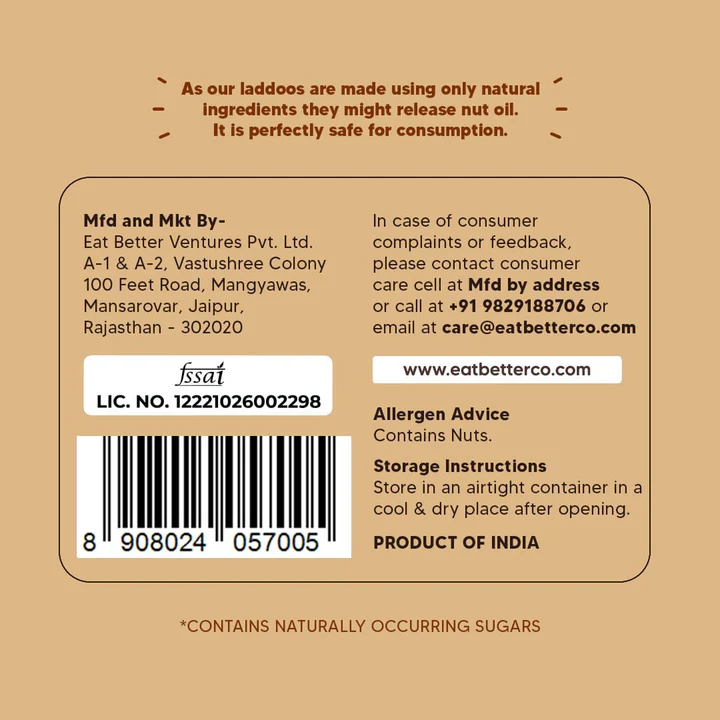 As our laddoos are made using only natural
ingredients they might release nut oil.
It is perfectly safe for consumption.
Mfd and Mkt By-
Eat Better Ventures Pvt. Ltd.
A-1 & A-2, Vastushree Colony
100 Feet Road, Mangyawas,
Mansarovar, Jaipur,
Rajasthan - 302020
fssai
LIC. NO. 12221026002298
8 908024 057005
In case of consumer
complaints or feedback,
please contact consumer
care cell at Mfd by address
or call at +91 9829188706 or
email at care@eatbetterco.com
www.eatbetterco.com
Allergen Advice
Contains Nuts.
Storage Instructions
Store in an airtight container in a
cool & dry place after opening.
PRODUCT OF INDIA
*CONTAINS NATURALLY OCCURRING SUGARS